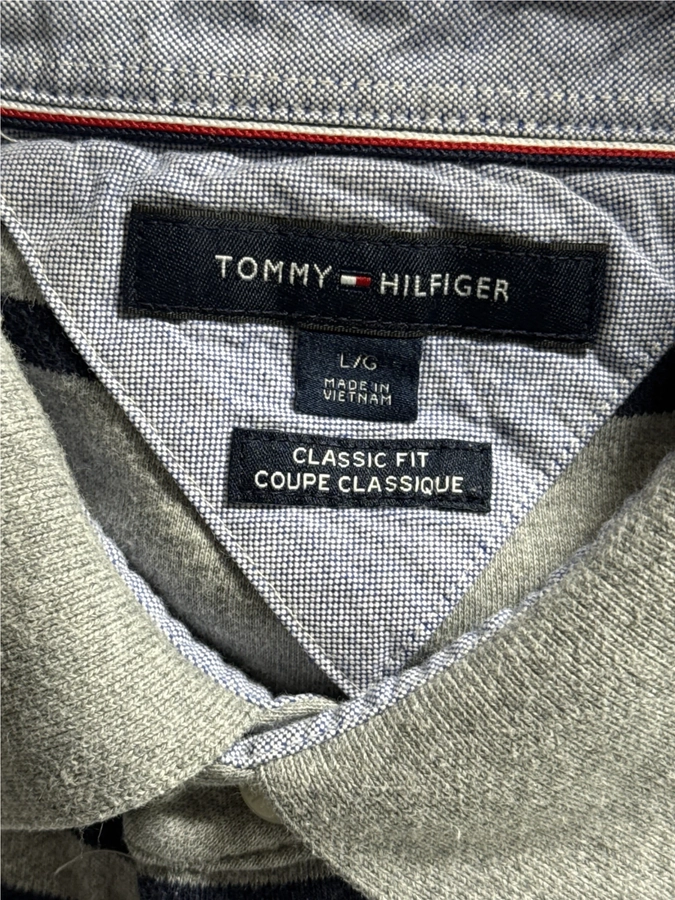 TOMMY HILFIGER
L/G
MADE IN
VIETNAM
CLASSIC FIT
COUPE CLASSIQUE